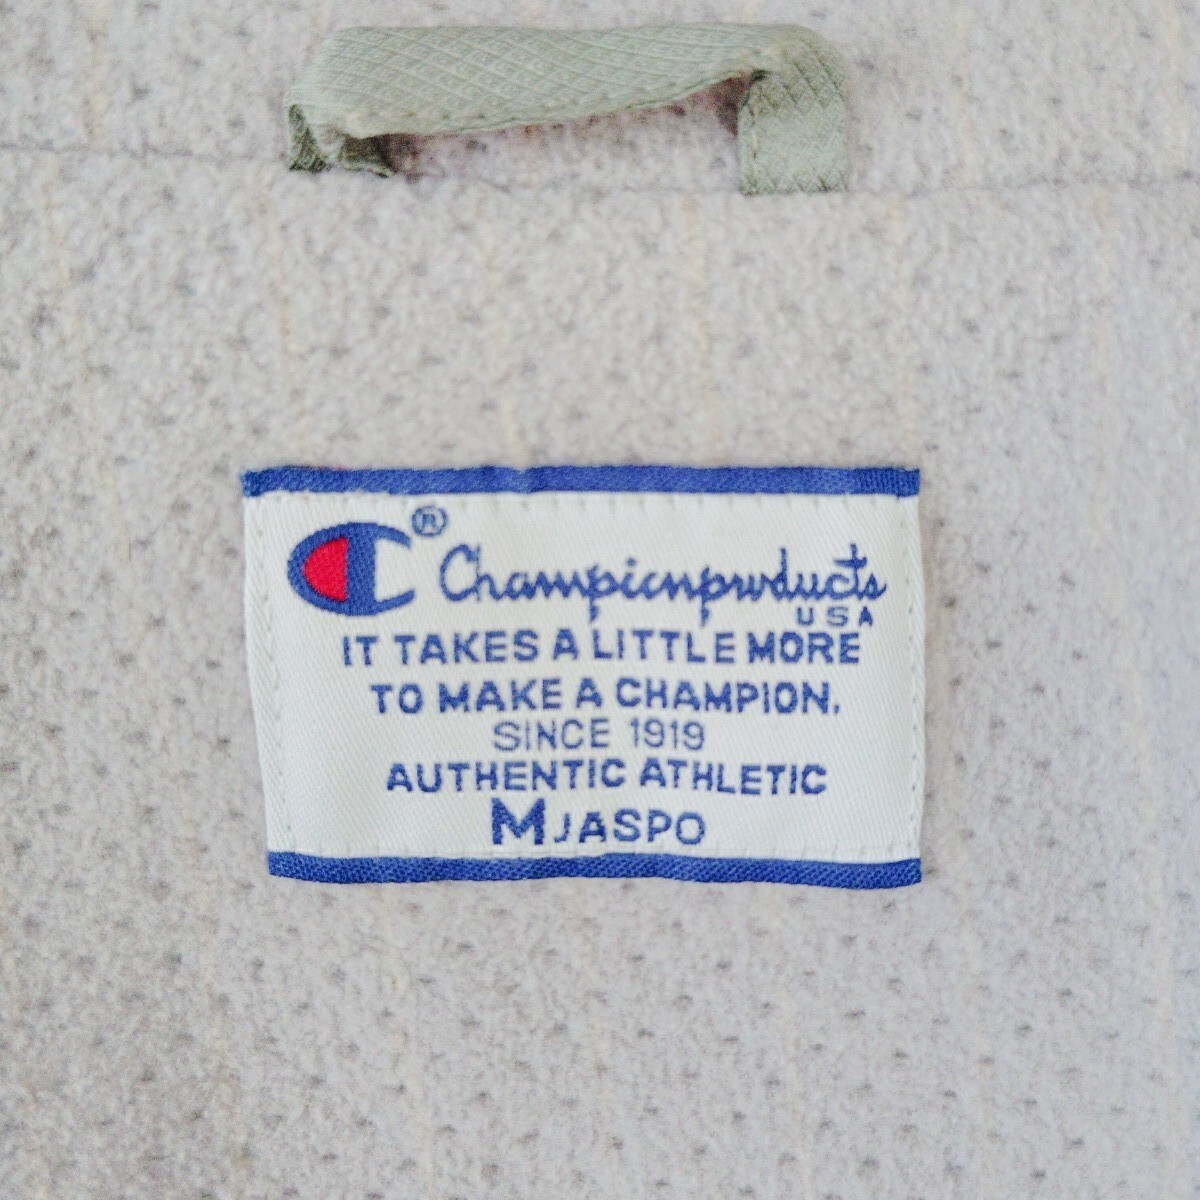 ® Championproducts
USA
IT TAKES A LITTLE MORE
TO MAKE A CHAMPION.
SINCE 1919
AUTHENTIC ATHLETIC
M JASPO